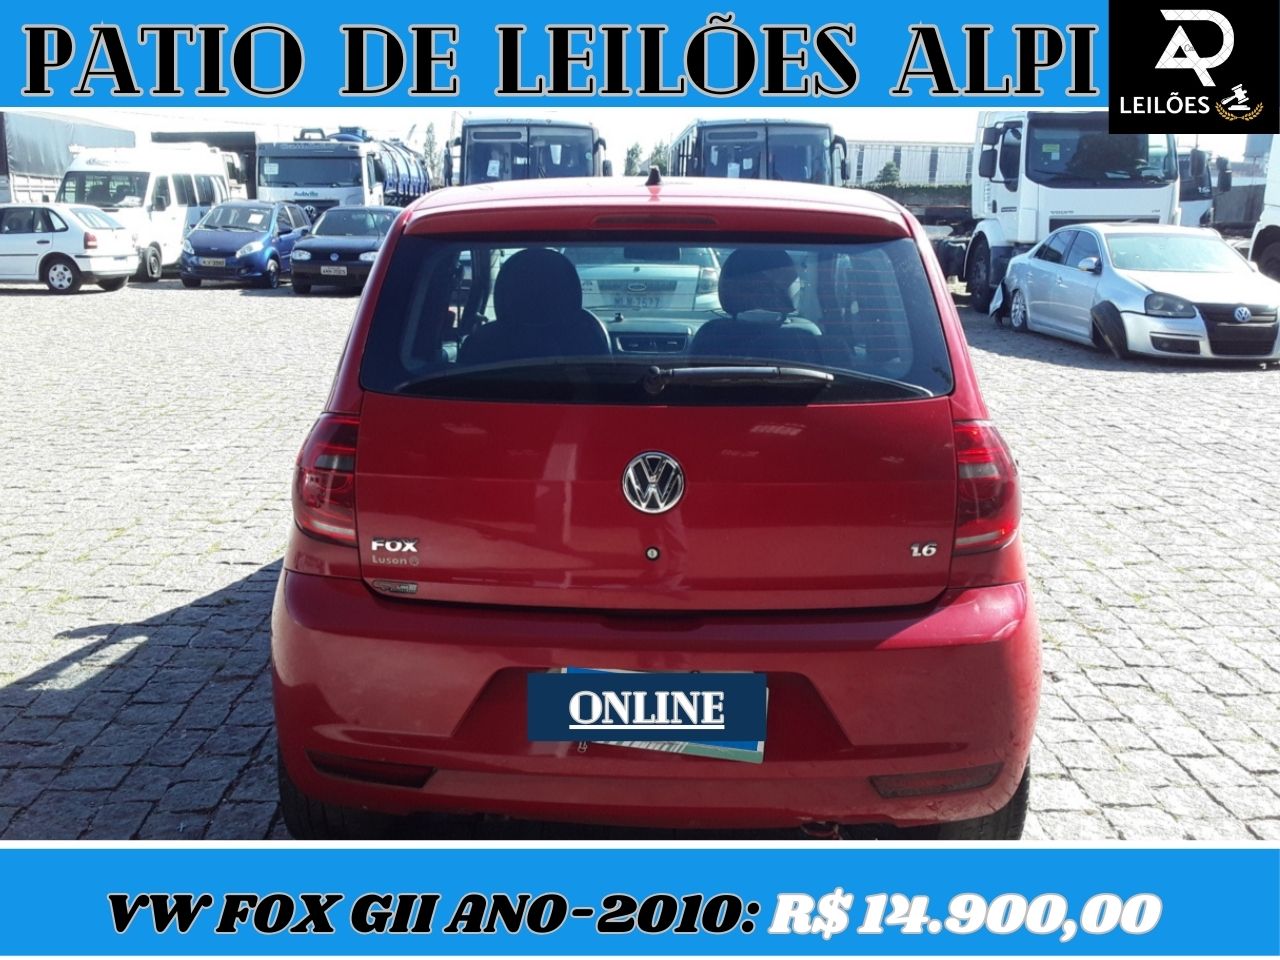 PATIO DE LEILÕES ALPI
LEILÕES
FOX
Luson
1.6
ONLINE
VW FOX GII ANO-2010: R$ 14.900,00